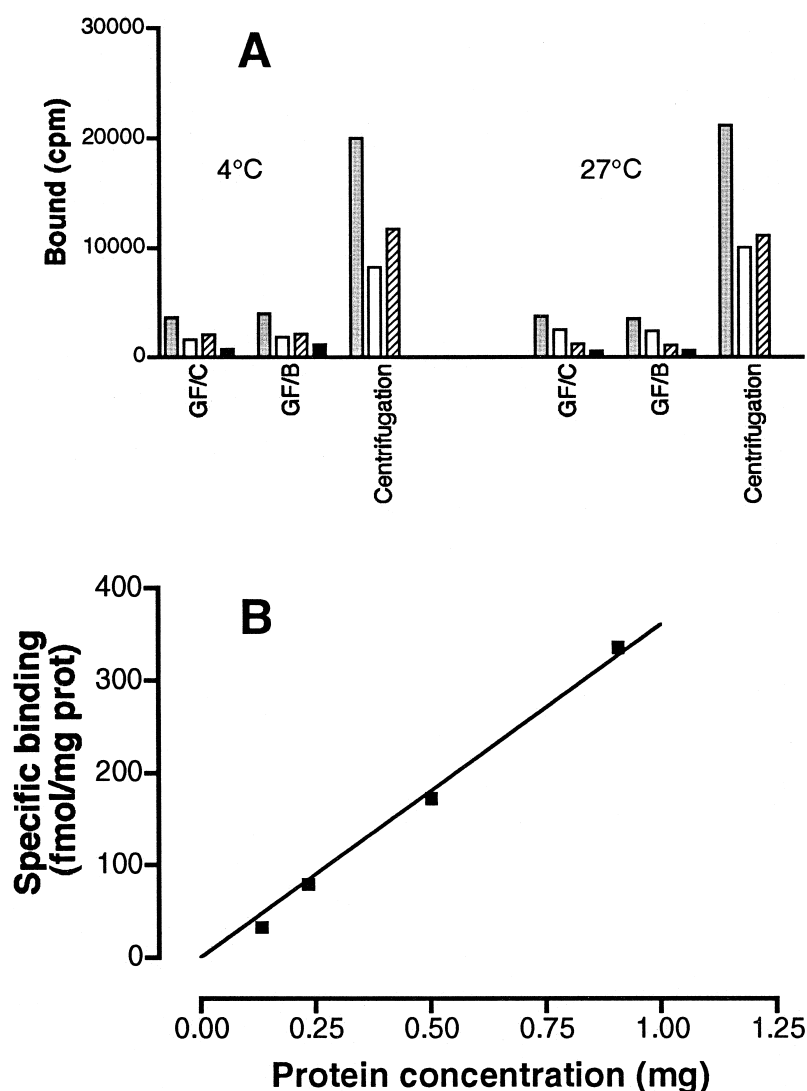 30000
A
20000
Bound (cpm)
4°C
27°C
10000
0
GF/C
GF/B
Centrifugation
GF/C
GF/B
Centrifugation
400
B
300
Specific binding
(fmol/mg prot)
200
100
0
0.00 0.25 0.50 0.75 1.00 1.25
Protein concentration (mg)